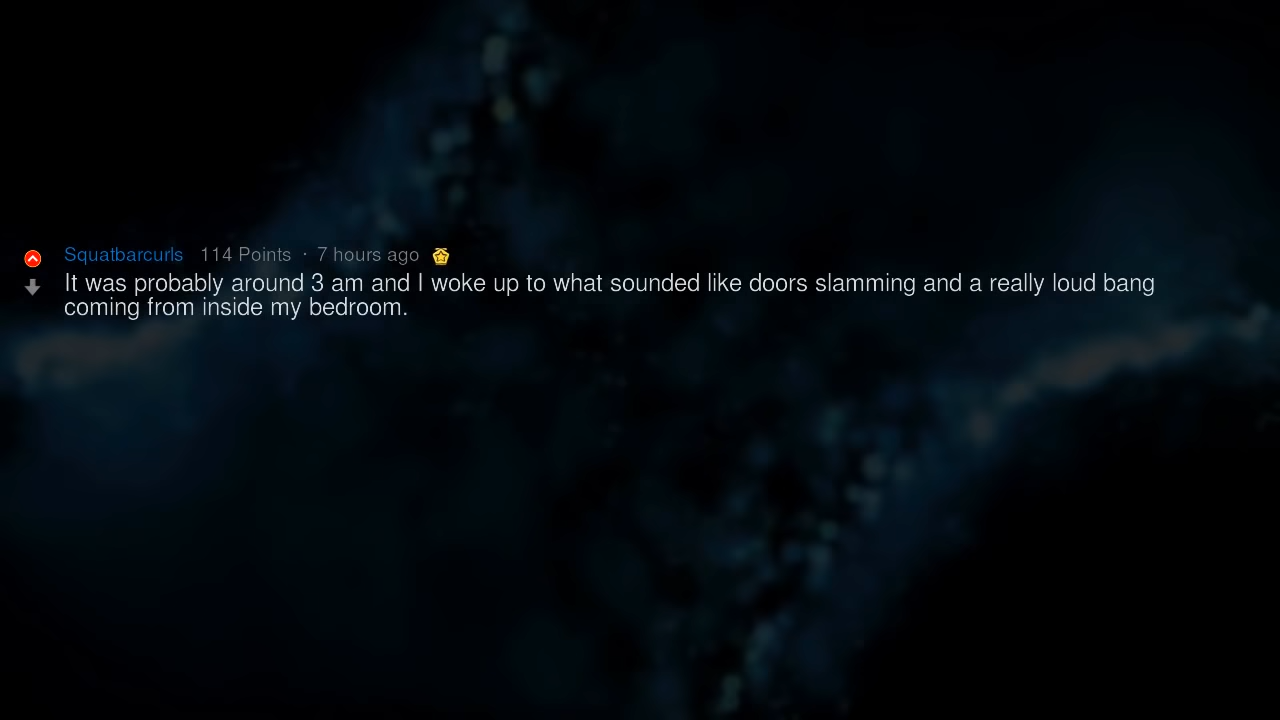 Squatbarcurls 114 Points · 7 hours ago
It was probably around 3 am and I woke up to what sounded like doors slamming and a really loud bang
coming from inside my bedroom.